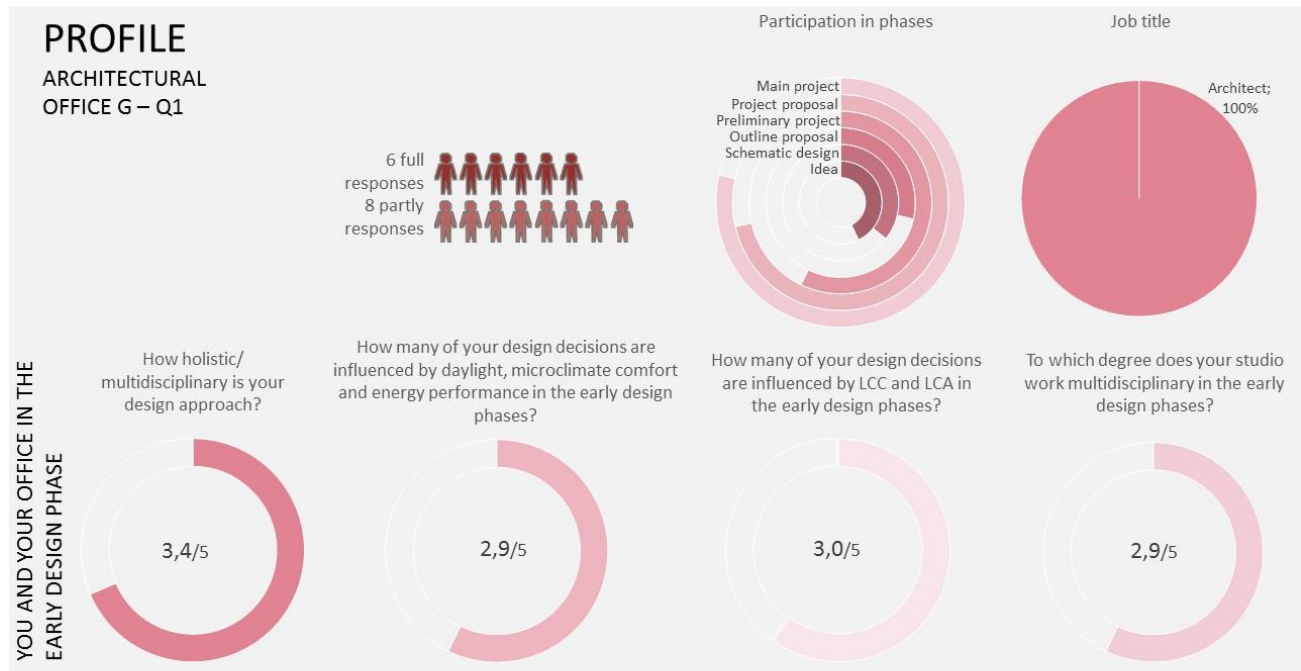 PROFILE
ARCHITECTURAL
OFFICE G – Q1
6 full
responses
8 partly
responses
Participation in phases
Main project
Project proposal
Preliminary project
Outline proposal
Schematic design
Idea
Job title
Architect;
100%
YOU AND YOUR OFFICE IN THE
EARLY DESIGN PHASE
How holistic/
multidisciplinary is your
design approach?
3,4/5
How many of your design decisions are
influenced by daylight, microclimate comfort
and energy performance in the early design
phases?
2,9/5
How many of your design decisions
are influenced by LCC and LCA in
the early design phases?
3,0/5
To which degree does your studio
work multidisciplinary in the early
design phases?
2,9/5